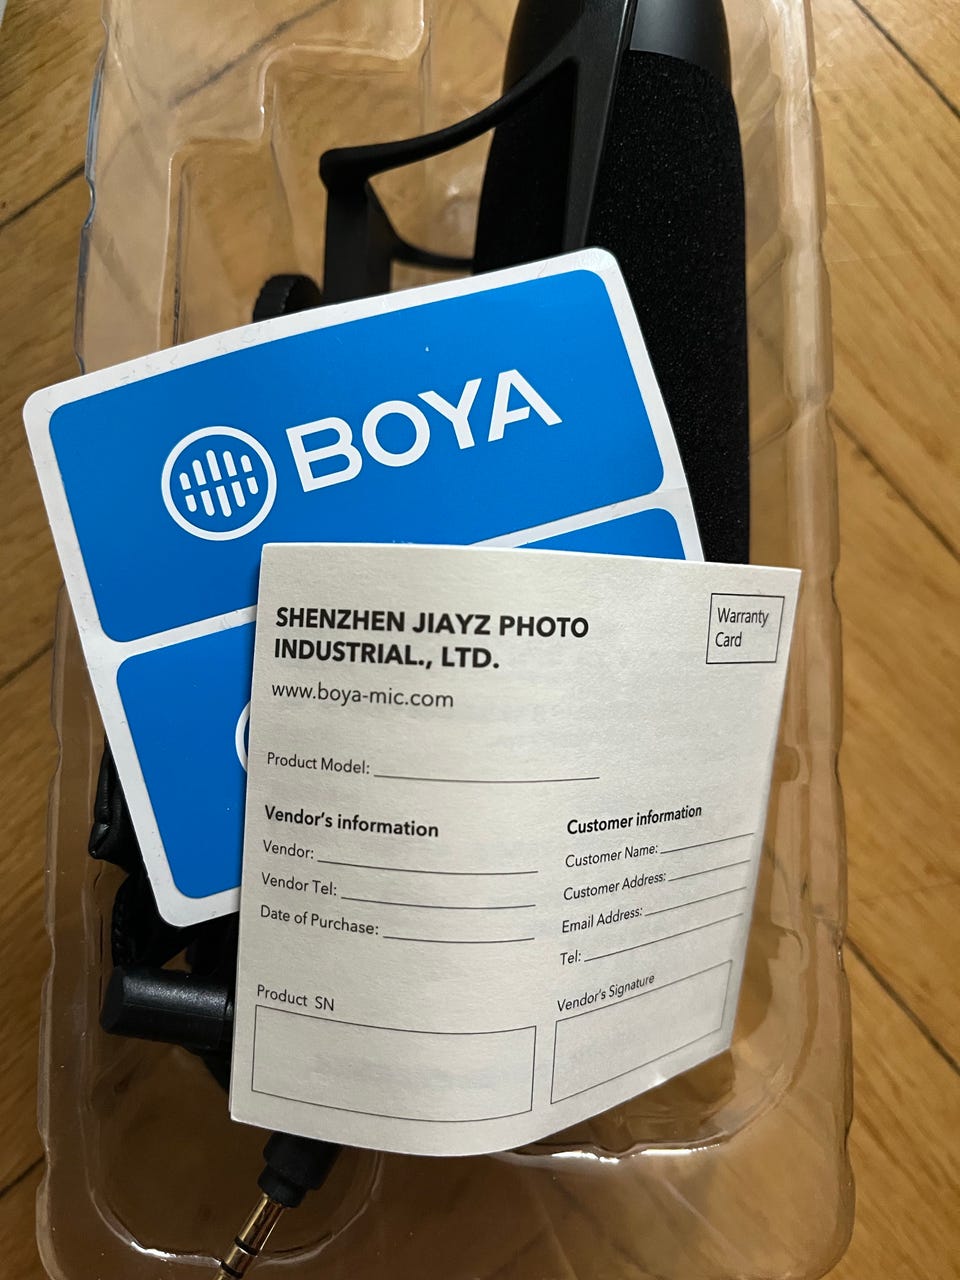 BOYA
SHENZHEN JIAYZ PHOTO
INDUSTRIAL., LTD.
www.boya-mic.com
Warranty
Card
Product Model:
Vendor's information
Vendor:
Vendor Tel:
Date of Purchase:
Customer information
Customer Name:
Customer Address:
Email Address:
Tel:
Product SN
Vendor's Signature